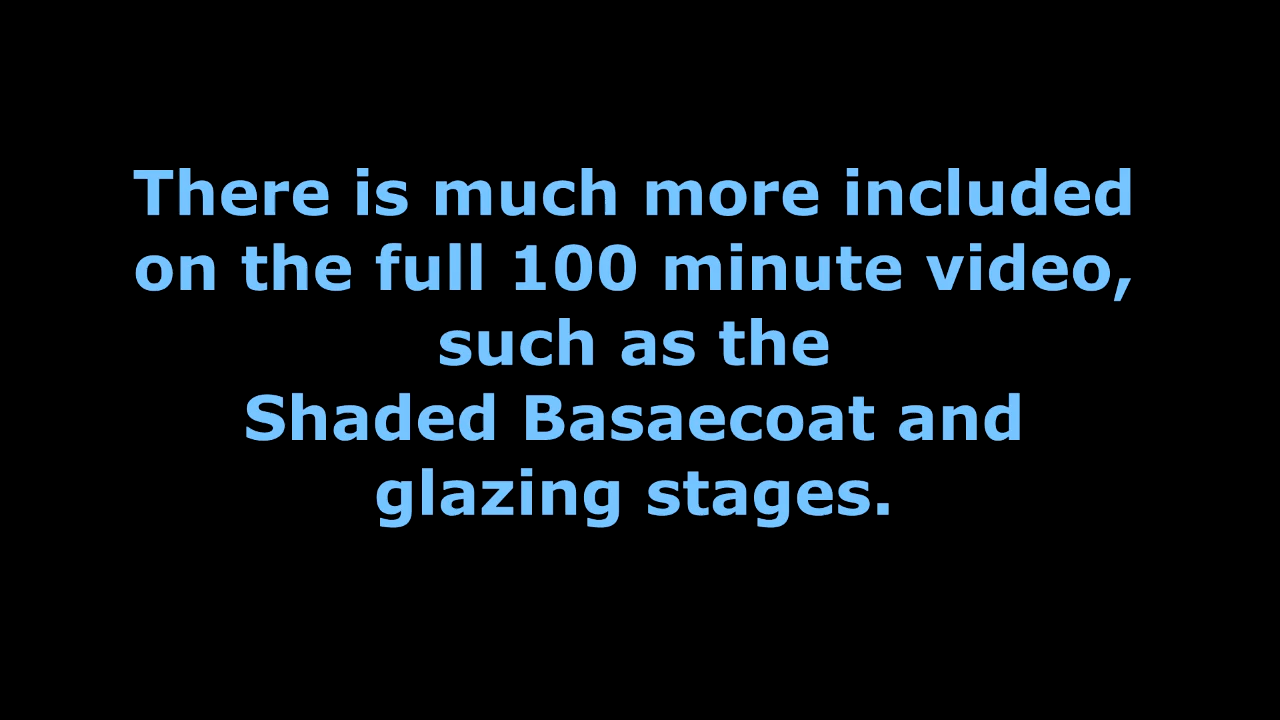 There is much more included
on the full 100 minute video,
such as the
Shaded Basaecoat and
glazing stages.